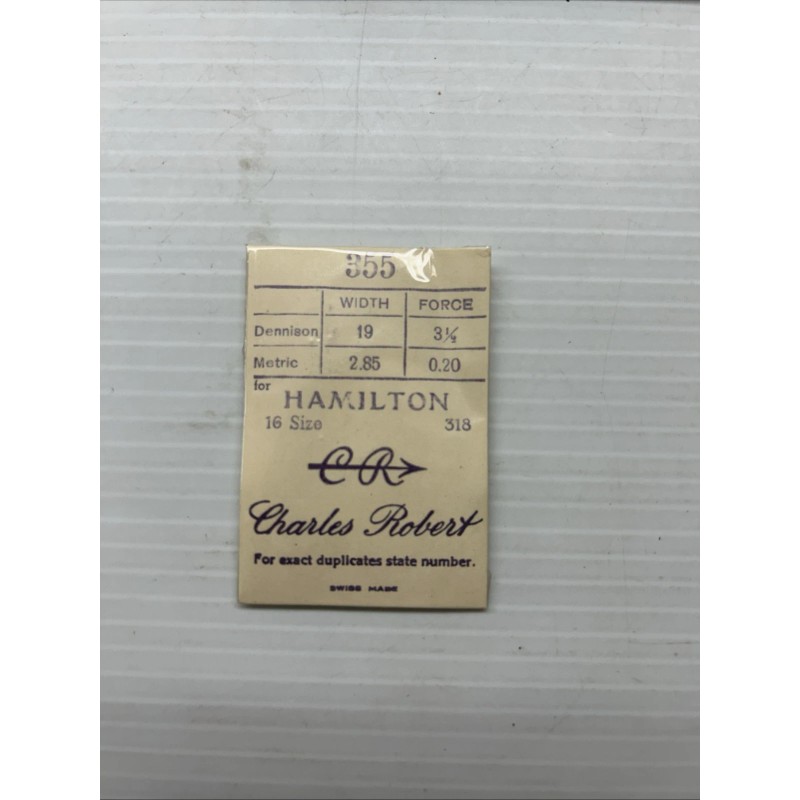 355
WIDTH FORCE
Dennison 19 3½
Metric 2.85 0.20
for
HAMILTON
16 Size 318
CR
Charles Robert
For exact duplicates state number.
SWISS MADE